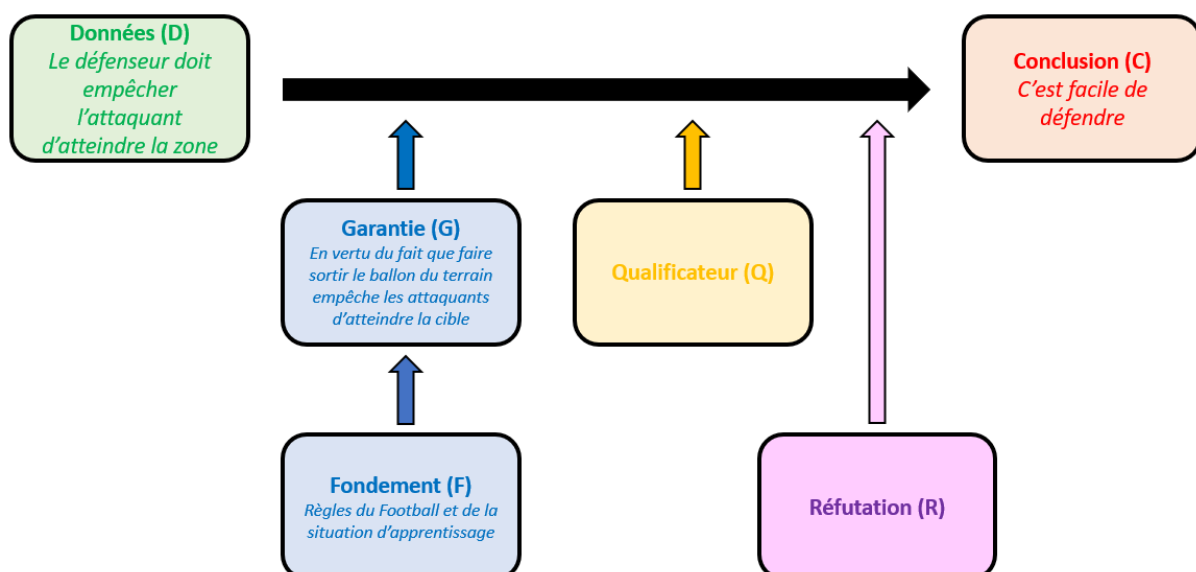 Données (D)
Le défenseur doit
empêcher
l’attaquant
d’atteindre la zone
Conclusion (C)
C’est facile de
défendre
Garantie (G)
En vertu du fait que faire
sortir le ballon du terrain
empêche les attaquants
d’atteindre la cible
Qualificateur (Q)
Fondement (F)
Règles du Football et de la
situation d’apprentissage
Réfutation (R)